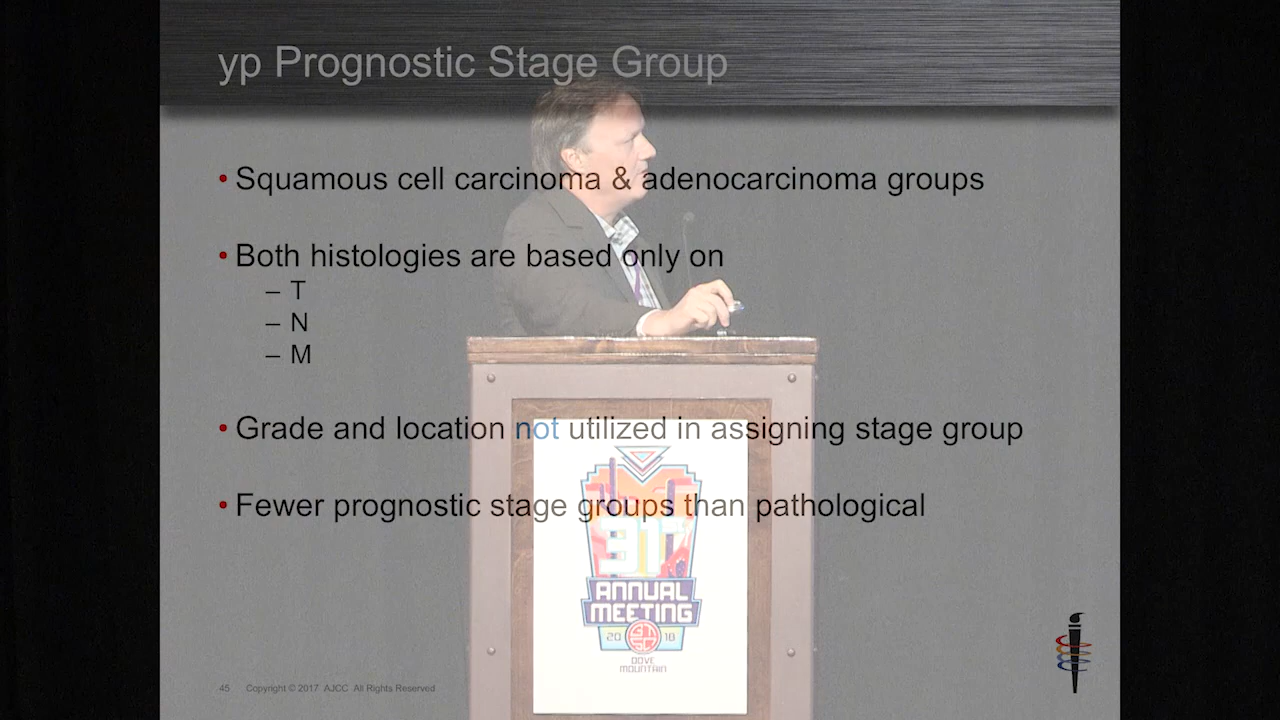 yp Prognostic Stage Group
• Squamous cell carcinoma & adenocarcinoma groups
• Both histologies are based only on
– T
– N
– M
• Grade and location not utilized in assigning stage group
• Fewer prognostic stage groups than pathological
ANNUAL
MEETING
20 18
DOVE
MOUNTAIN
45 Copyright © 2017 AJCC All Rights Reserved